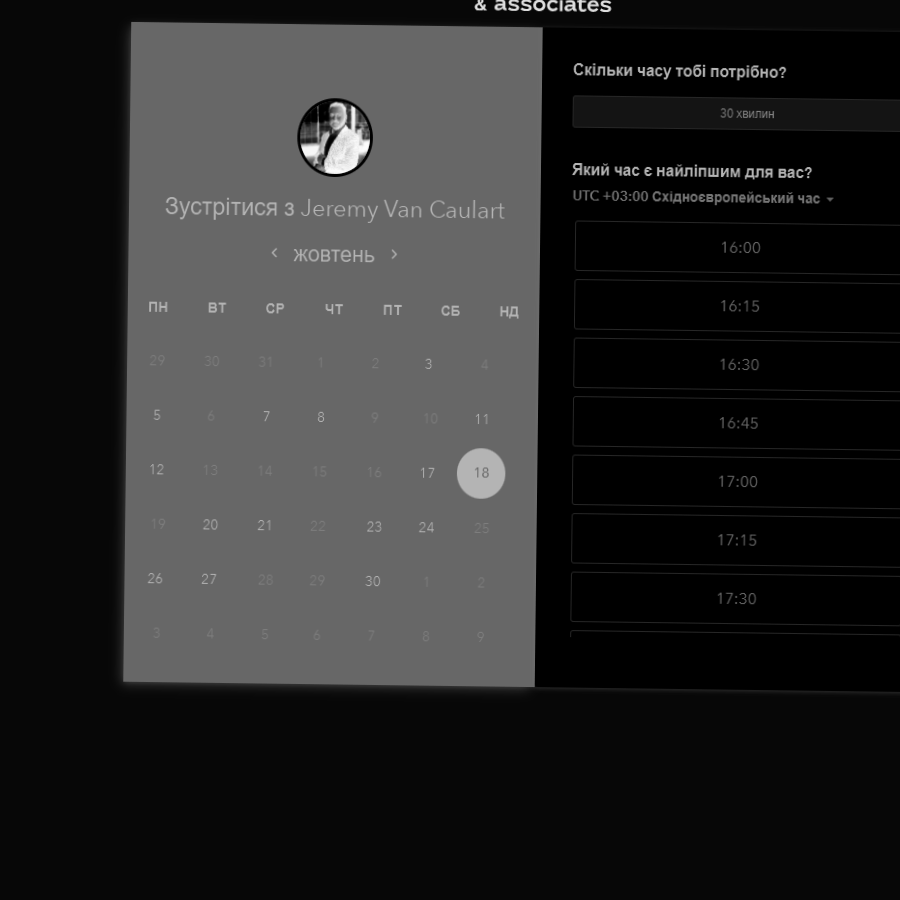 & associates
Зустрітися з Jeremy Van Caulart
‹ жовтень ›
ПН ВТ СР ЧТ ПТ СБ НД
29 30 31 1 2 3 4
5 6 7 8 9 10 11
12 13 14 15 16 17 18
19 20 21 22 23 24 25
26 27 28 29 30 1 2
3 4 5 6 7 8 9
Скільки часу тобі потрібно?
30 хвилин
Який час є найліпшим для вас?
UTC +03:00 Східноєвропейський час
16:00
16:15
16:30
16:45
17:00
17:15
17:30